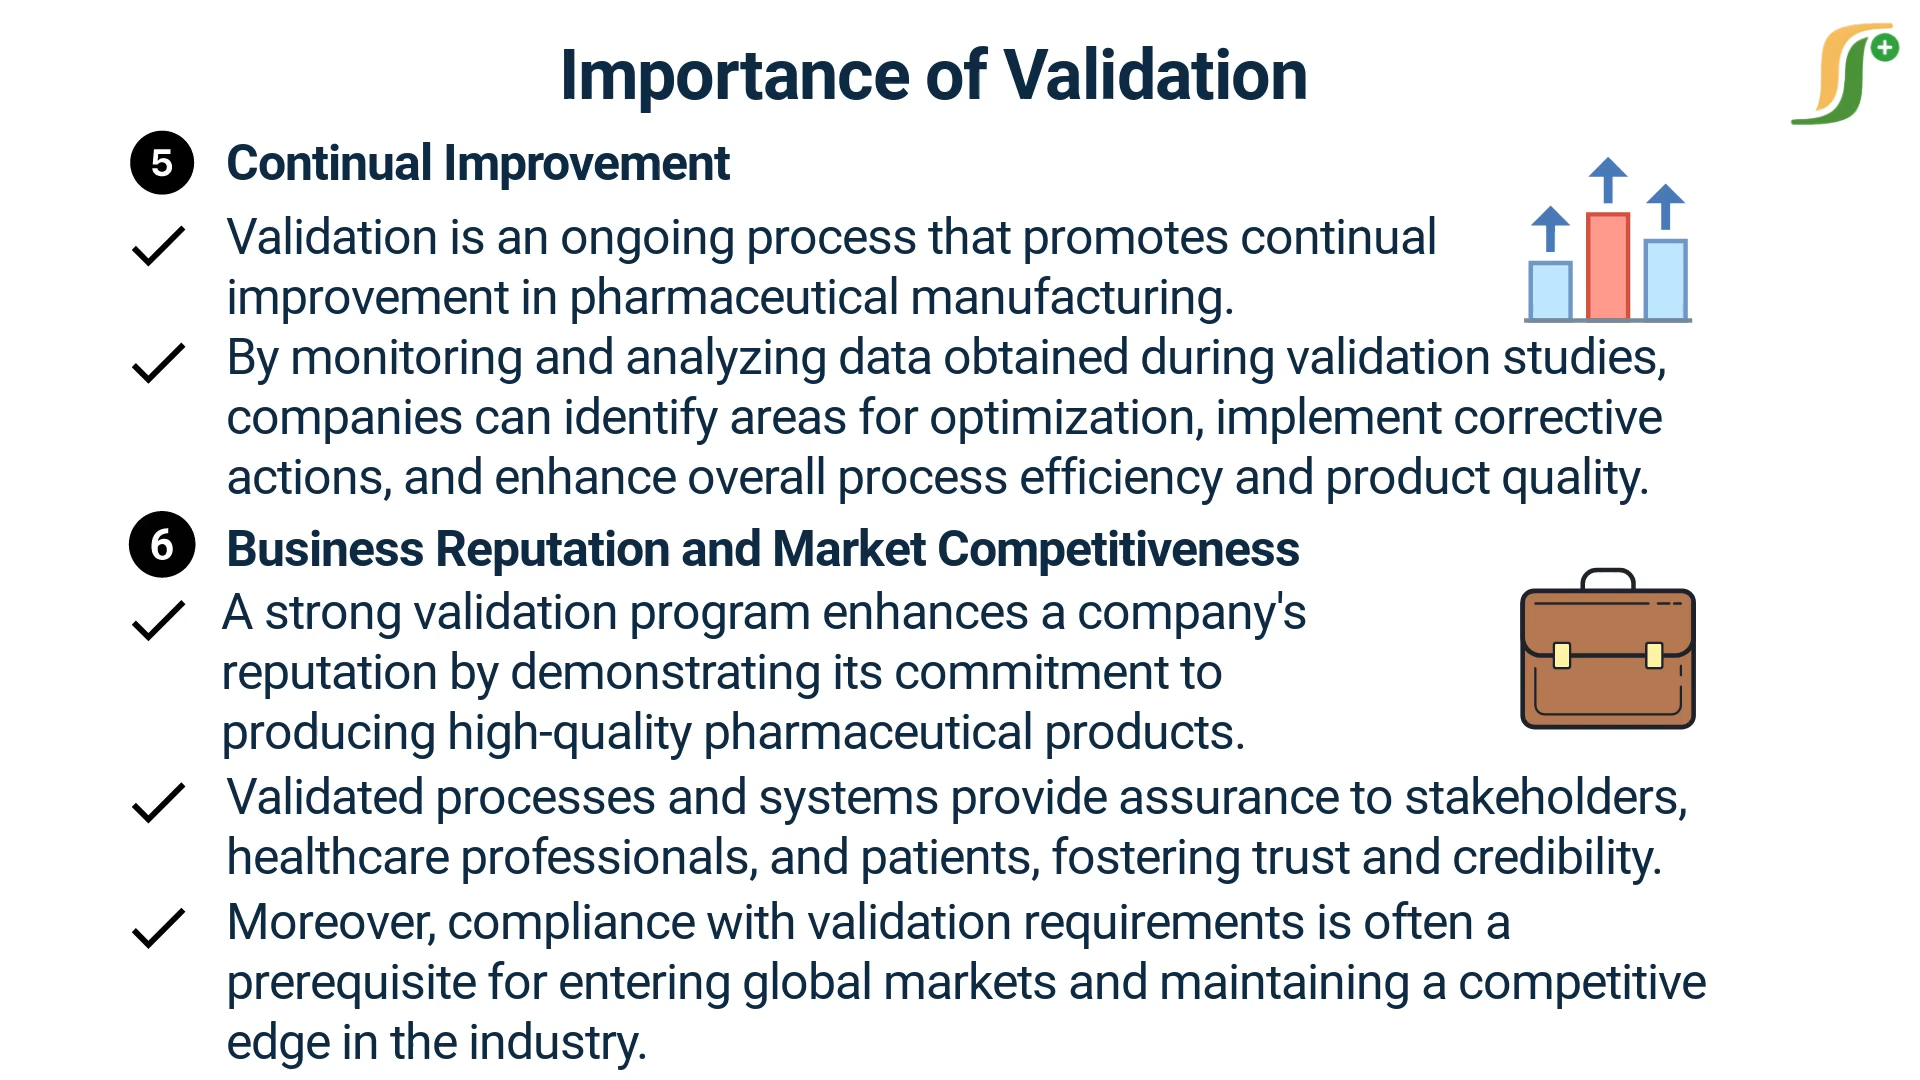 Importance of Validation
5 Continual Improvement
Validation is an ongoing process that promotes continual
improvement in pharmaceutical manufacturing.
By monitoring and analyzing data obtained during validation studies,
companies can identify areas for optimization, implement corrective
actions, and enhance overall process efficiency and product quality.
6 Business Reputation and Market Competitiveness
A strong validation program enhances a company's
reputation by demonstrating its commitment to
producing high-quality pharmaceutical products.
Validated processes and systems provide assurance to stakeholders,
healthcare professionals, and patients, fostering trust and credibility.
Moreover, compliance with validation requirements is often a
prerequisite for entering global markets and maintaining a competitive
edge in the industry.